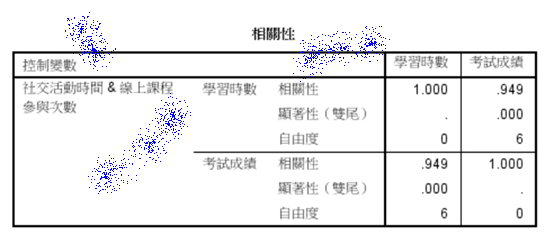 相關性
控制變數 學習時數 考試成績
社交活動時間 & 線上課程參與次數 學習時數 相關性 1.000 .949
顯著性（雙尾） . .000
自由度 0 6
考試成績 相關性 .949 1.000
顯著性（雙尾） .000 .
自由度 6 0